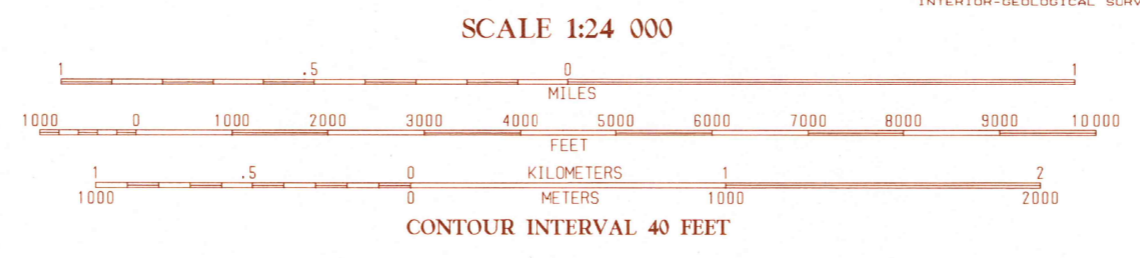 INTERIOR-GEOLOGICAL SURV
SCALE 1:24 000
1 .5 0 1
MILES
1000 0 1000 2000 3000 4000 5000 6000 7000 8000 9000 10 000
FEET
1 .5 0 KILOMETERS 1 2
1000 0 METERS 1000 2000
CONTOUR INTERVAL 40 FEET